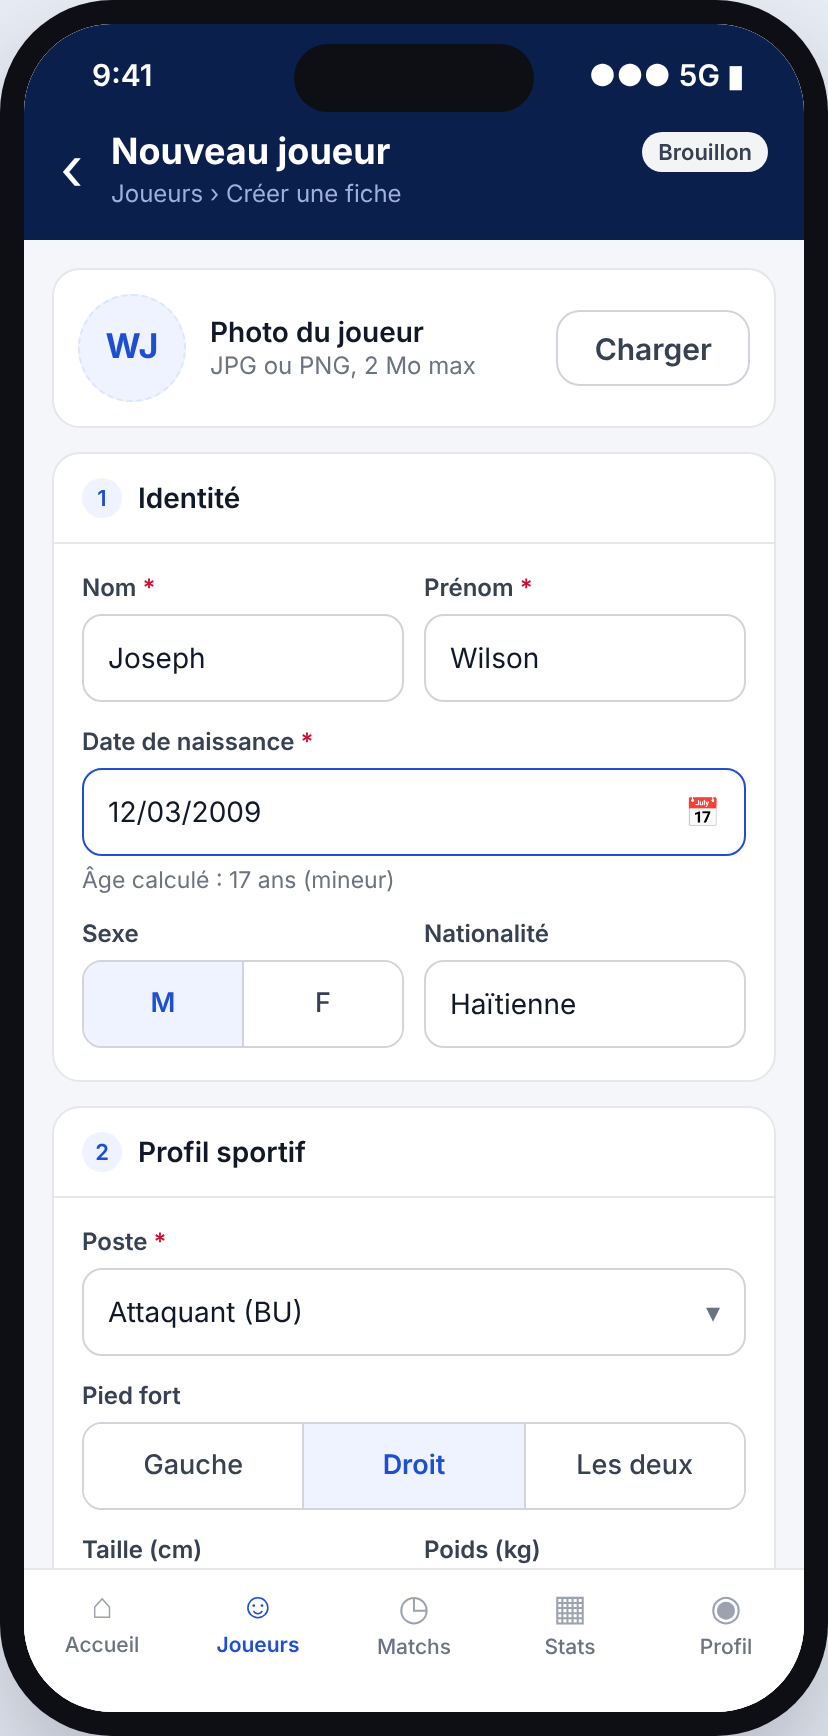 9:41 5G
Nouveau joueur
Brouillon
Joueurs › Créer une fiche
WJ
Photo du joueur
JPG ou PNG, 2 Mo max
Charger
1 Identité
Nom * Prénom *
Joseph Wilson
Date de naissance *
12/03/2009
July 17
Âge calculé : 17 ans (mineur)
Sexe Nationalité
M F Haïtienne
2 Profil sportif
Poste *
Attaquant (BU)
Pied fort
Gauche Droit Les deux
Taille (cm) Poids (kg)
Accueil Joueurs Matchs Stats Profil